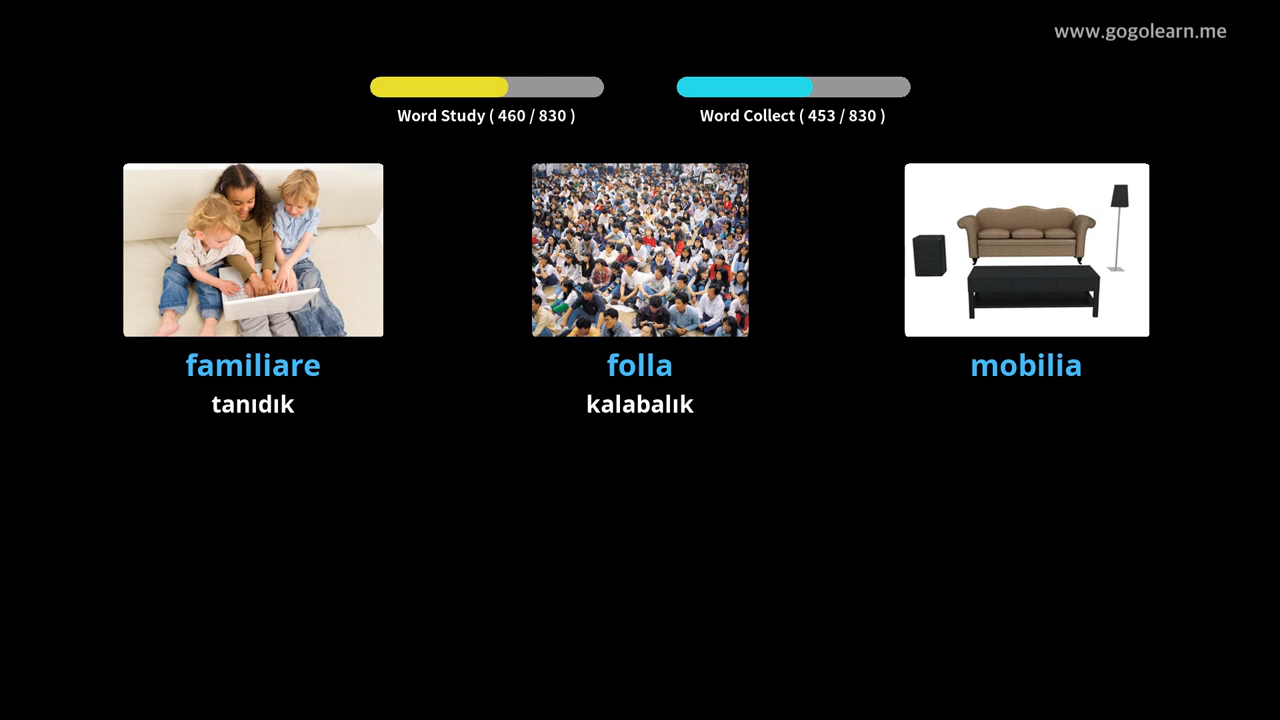 www.gogolearn.me
Word Study ( 460 / 830 )
Word Collect ( 453 / 830 )
familiare
folla
mobilia
tanıdık
kalabalık